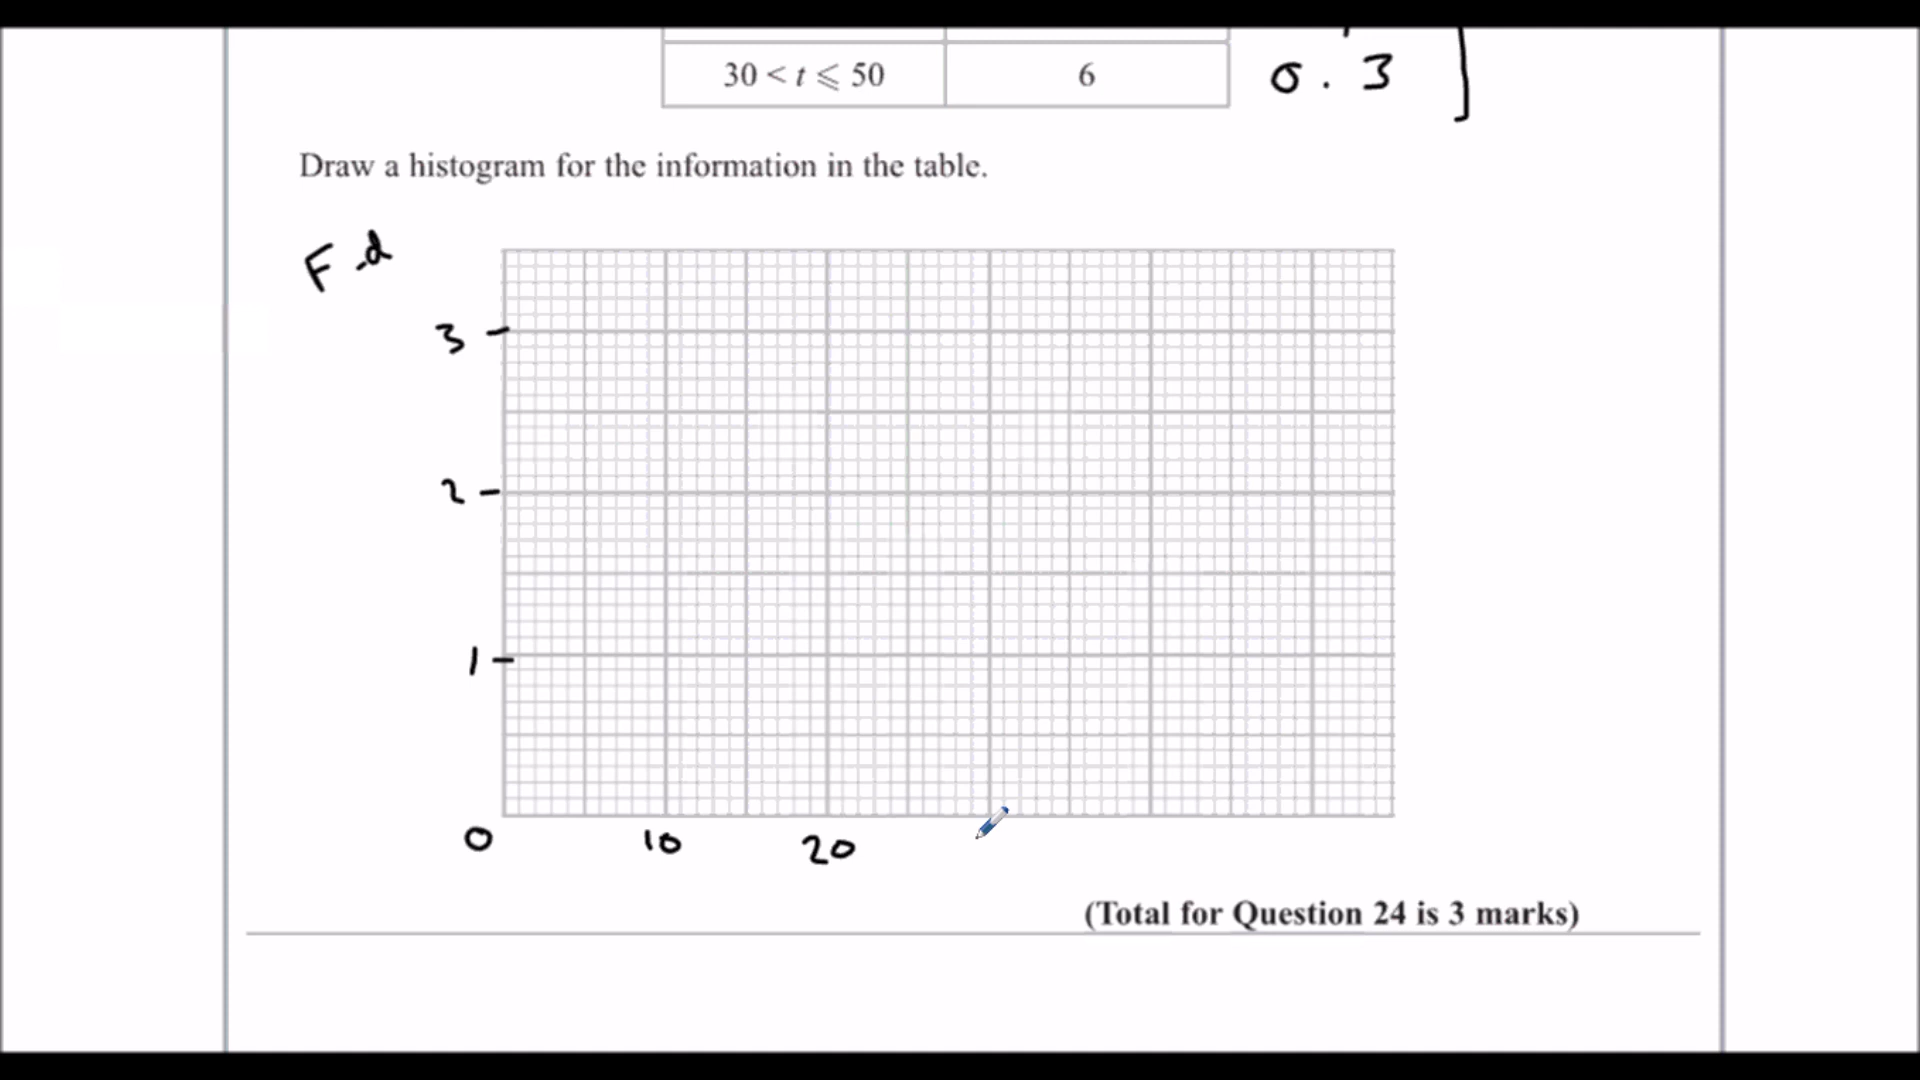 30 < t ⩽ 50 6 0.3
Draw a histogram for the information in the table.
F.d
3
2
1
0 10 20
(Total for Question 24 is 3 marks)